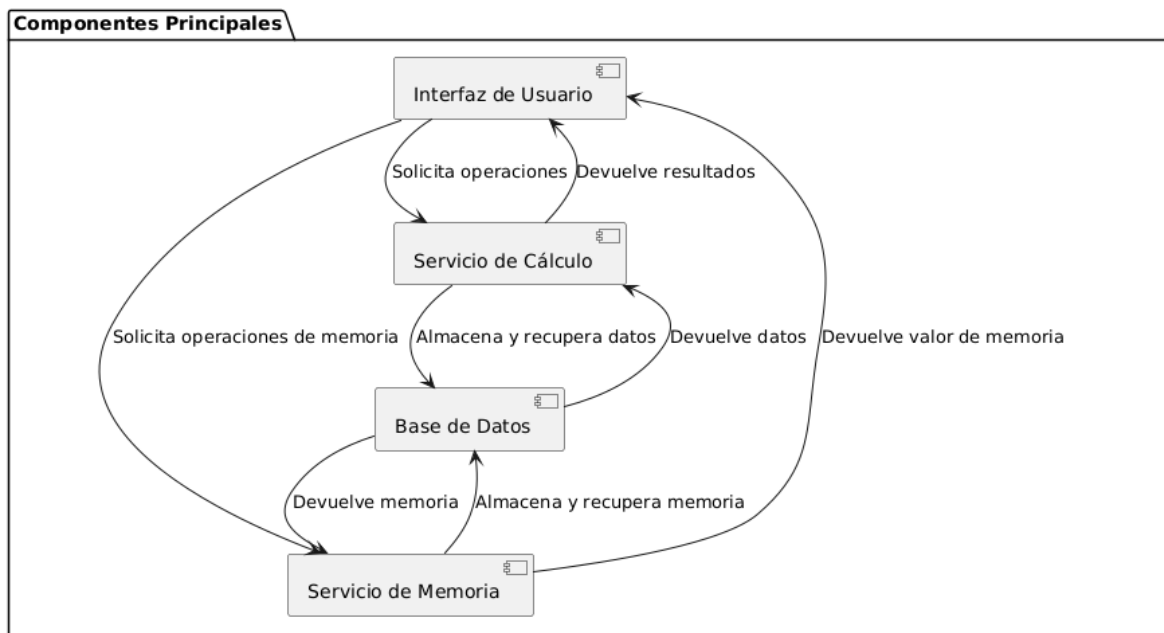 Componentes Principales
Interfaz de Usuario
Solicita operaciones
Devuelve resultados
Servicio de Cálculo
Solicita operaciones de memoria
Almacena y recupera datos
Devuelve datos
Devuelve valor de memoria
Base de Datos
Devuelve memoria
Almacena y recupera memoria
Servicio de Memoria